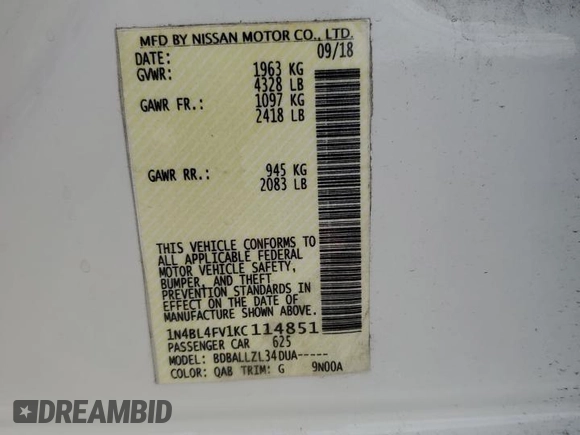 MFD BY NISSAN MOTOR CO., LTD.
DATE: 09/18
GVWR: 1963 KG
4328 LB
GAWR FR.: 1097 KG
2418 LB
GAWR RR.: 945 KG
2083 LB
THIS VEHICLE CONFORMS TO
ALL APPLICABLE FEDERAL
MOTOR VEHICLE SAFETY,
BUMPER, AND THEFT
PREVENTION STANDARDS IN
EFFECT ON THE DATE OF
MANUFACTURE SHOWN ABOVE.
1N4BL4FV1KC114851
PASSENGER CAR 625
MODEL: BDBALLZL34DUA-----
COLOR: QAB TRIM: G 9N00A
DREAMBID